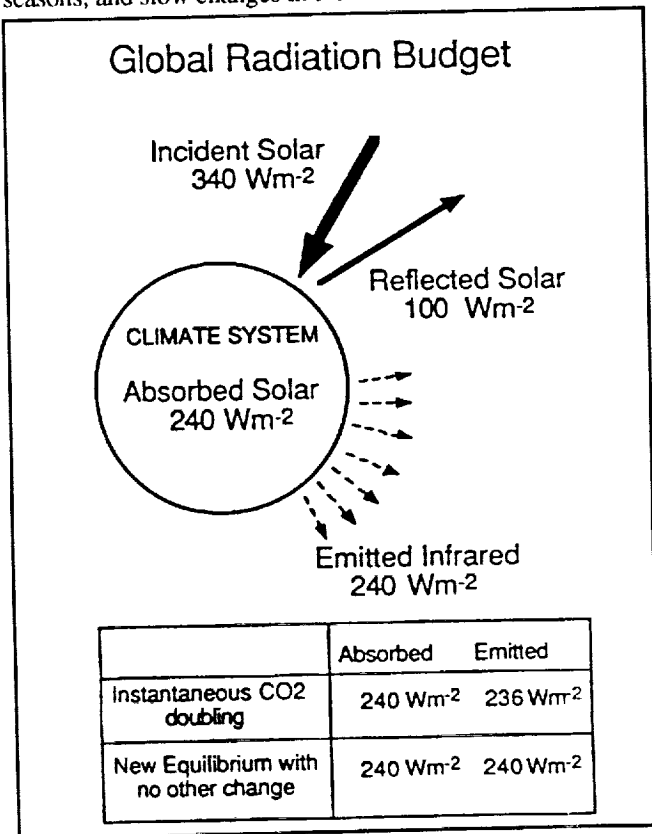 seasons, and slow changes in
Global Radiation Budget
Incident Solar
340 Wm-2
Reflected Solar
100 Wm-2
CLIMATE SYSTEM
Absorbed Solar
240 Wm-2
Emitted Infrared
240 Wm-2
Absorbed Emitted
Instantaneous CO2 240 Wm-2 236 Wm-2
doubling
New Equilibrium with 240 Wm-2 240 Wm-2
no other change